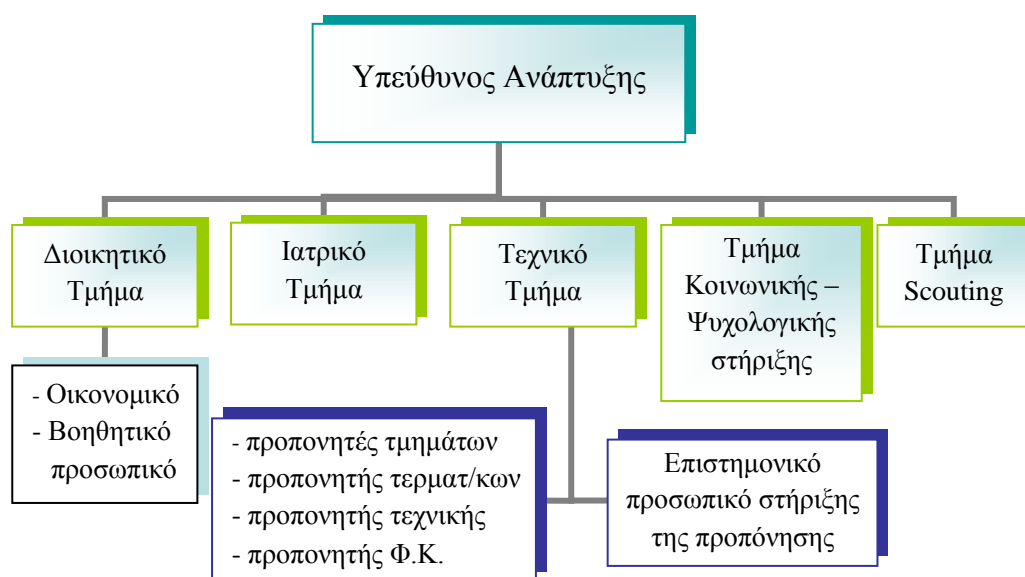 Υπεύθυνος Ανάπτυξης
Διοικητικό
Τμήμα
Ιατρικό
Τμήμα
Τεχνικό
Τμήμα
Τμήμα
Κοινωνικής –
Ψυχολογικής
στήριξης
Τμήμα
Scouting
- Οικονομικό
- Βοηθητικό
προσωπικό
- προπονητές τμημάτων
- προπονητής τερματ/κων
- προπονητής τεχνικής
- προπονητής Φ.Κ.
Επιστημονικό
προσωπικό στήριξης
της προπόνησης